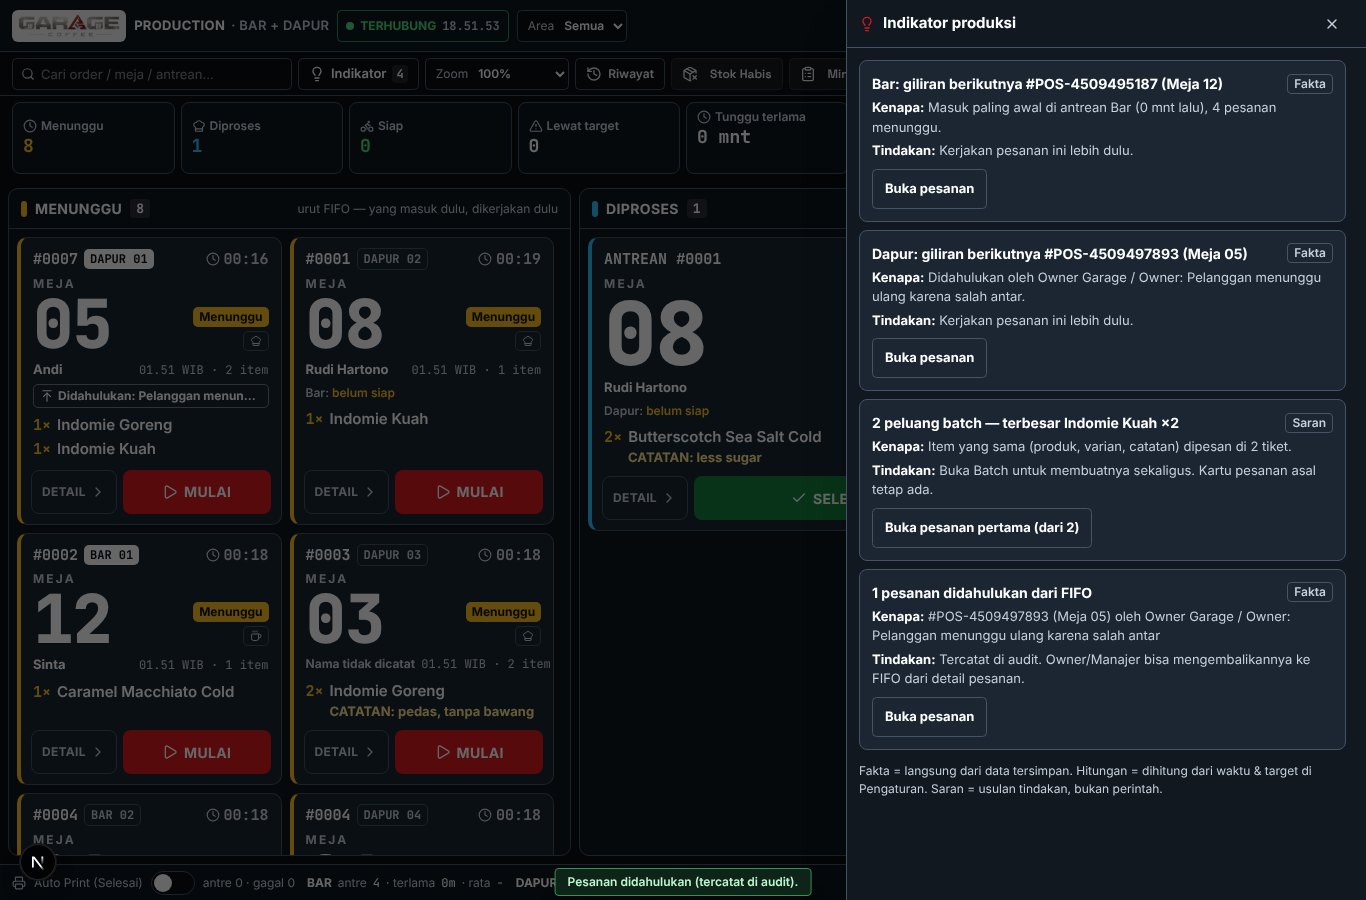 GARAGE
COFFEE
PRODUCTION · BAR + DAPUR
TERHUBUNG 18.51.53
Area Semua
Cari order / meja / antrean...
Indikator 4
Zoom 100%
Riwayat
Stok Habis
Menunggu
8
Diproses
1
Siap
0
Lewat target
0
Tunggu terlama
0 mnt
MENUNGGU 8
urut FIFO — yang masuk dulu, dikerjakan dulu
#0007 DAPUR 01 00:16
MEJA
05
Menunggu
Andi 01.51 WIB · 2 item
Didahulukan: Pelanggan menun...
1× Indomie Goreng
1× Indomie Kuah
DETAIL
MULAI
#0001 DAPUR 02 00:19
MEJA
08
Menunggu
Rudi Hartono 01.51 WIB · 1 item
Bar: belum siap
1× Indomie Kuah
DETAIL
MULAI
#0002 BAR 01 00:18
MEJA
12
Menunggu
Sinta 01.51 WIB · 1 item
1× Caramel Macchiato Cold
DETAIL
MULAI
#0003 DAPUR 03 00:18
MEJA
03
Menunggu
Nama tidak dicatat 01.51 WIB · 2 item
2× Indomie Goreng
CATATAN: pedas, tanpa bawang
DETAIL
MULAI
#0004 BAR 02 00:18
MEJA
#0004 DAPUR 04 00:18
MEJA
DIPROSES 1
ANTREAN #0001
MEJA
08
Rudi Hartono
Dapur: belum siap
2× Butterscotch Sea Salt Cold
CATATAN: less sugar
DETAIL
SELE
N
Auto Print (Selesai)
antre 0 · gagal 0
BAR antre 4 · terlama 0m · rata -
DAPUR
Pesanan didahulukan (tercatat di audit).
Indikator produksi
Bar: giliran berikutnya #POS-4509495187 (Meja 12)
Fakta
Kenapa: Masuk paling awal di antrean Bar (0 mnt lalu), 4 pesanan
menunggu.
Tindakan: Kerjakan pesanan ini lebih dulu.
Buka pesanan
Dapur: giliran berikutnya #POS-4509497893 (Meja 05)
Fakta
Kenapa: Didahulukan oleh Owner Garage / Owner: Pelanggan menunggu
ulang karena salah antar.
Tindakan: Kerjakan pesanan ini lebih dulu.
Buka pesanan
2 peluang batch — terbesar Indomie Kuah ×2
Saran
Kenapa: Item yang sama (produk, varian, catatan) dipesan di 2 tiket.
Tindakan: Buka Batch untuk membuatnya sekaligus. Kartu pesanan asal
tetap ada.
Buka pesanan pertama (dari 2)
1 pesanan didahulukan dari FIFO
Fakta
Kenapa: #POS-4509497893 (Meja 05) oleh Owner Garage / Owner:
Pelanggan menunggu ulang karena salah antar
Tindakan: Tercatat di audit. Owner/Manajer bisa mengembalikannya ke
FIFO dari detail pesanan.
Buka pesanan
Fakta = langsung dari data tersimpan. Hitungan = dihitung dari waktu & target di
Pengaturan. Saran = usulan tindakan, bukan perintah.